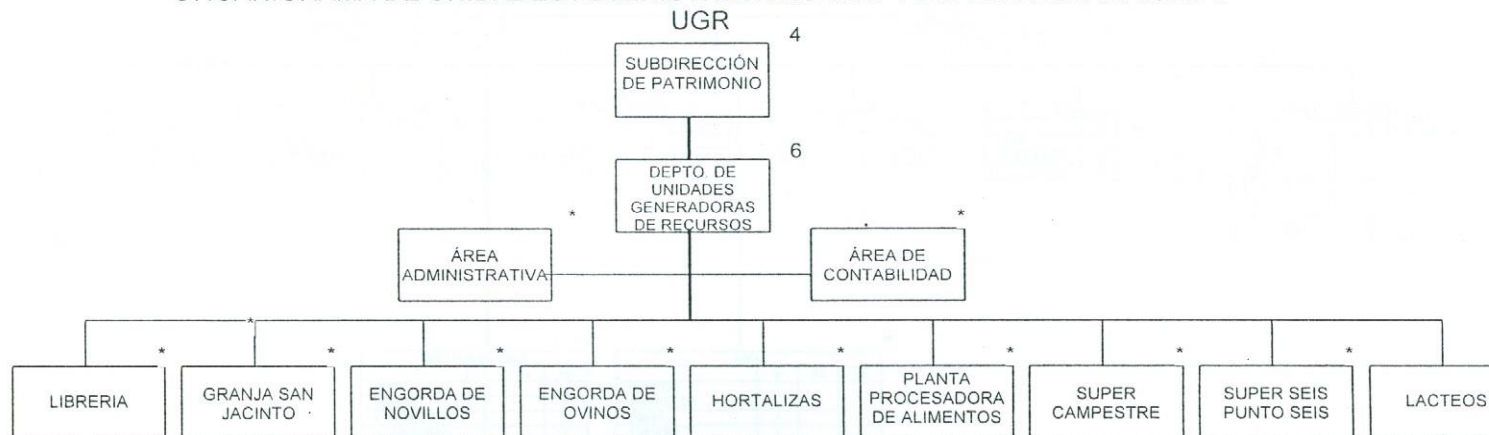 UGR
4
SUBDIRECCIÓN
DE PATRIMONIO
6
DEPTO. DE
UNIDADES
GENERADORAS
DE RECURSOS
*
*
ÁREA
ADMINISTRATIVA
ÁREA DE
CONTABILIDAD
*
* * * * * * * *
LIBRERIA
GRANJA SAN
JACINTO
ENGORDA DE
NOVILLOS
ENGORDA DE
OVINOS
HORTALIZAS
PLANTA
PROCESADORA
DE ALIMENTOS
SUPER
CAMPESTRE
SUPER SEIS
PUNTO SEIS
LACTEOS